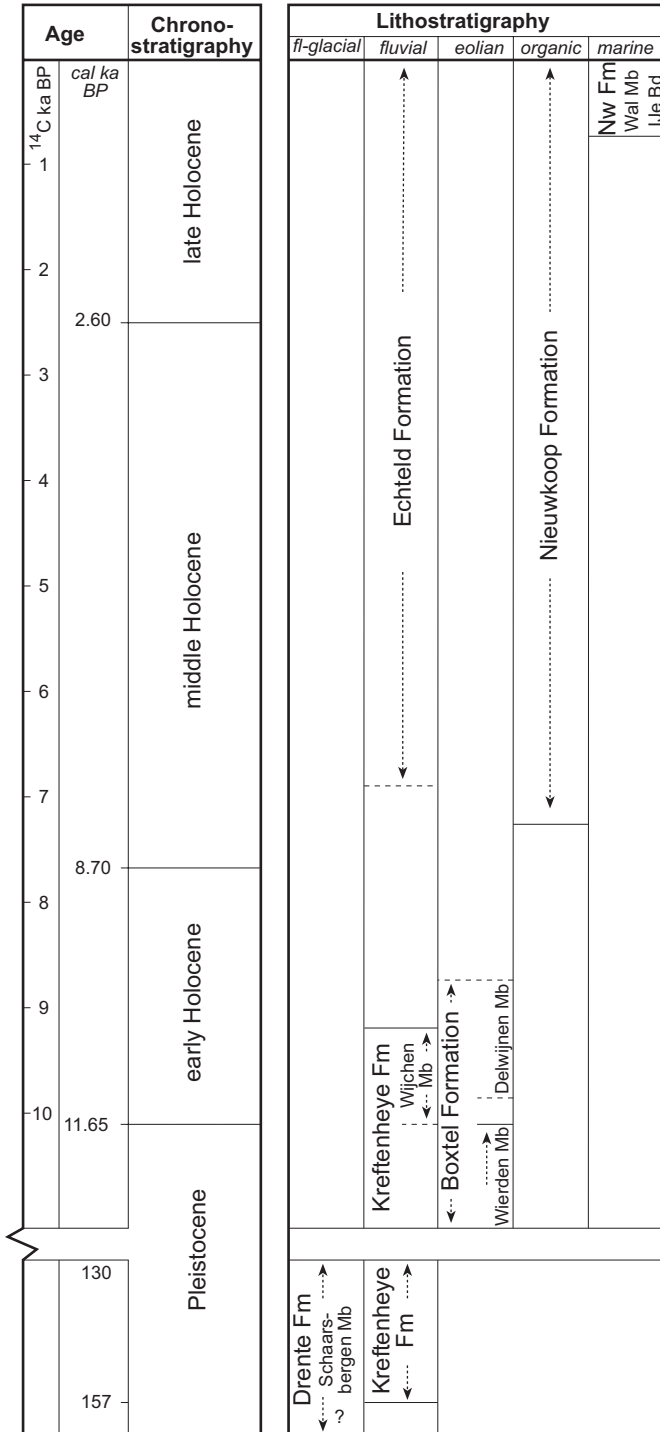 Age
Chrono-
stratigraphy
Lithostratigraphy
fl-glacial
fluvial
eolian
organic
marine
14C ka BP
cal ka
BP
1
2
3
4
5
6
7
8
9
10
2.60
8.70
11.65
130
157
late Holocene
middle Holocene
early Holocene
Pleistocene
Drente Fm
Schaars-
bergen Mb
?
Echteld Formation
Kreftenheye Fm
Wijchen
Mb
Kreftenheye
Fm
Boxtel Formation
Delwijnen Mb
Wierden Mb
Nieuwkoop Formation
Nw Fm
Wal Mb
IJe Bd